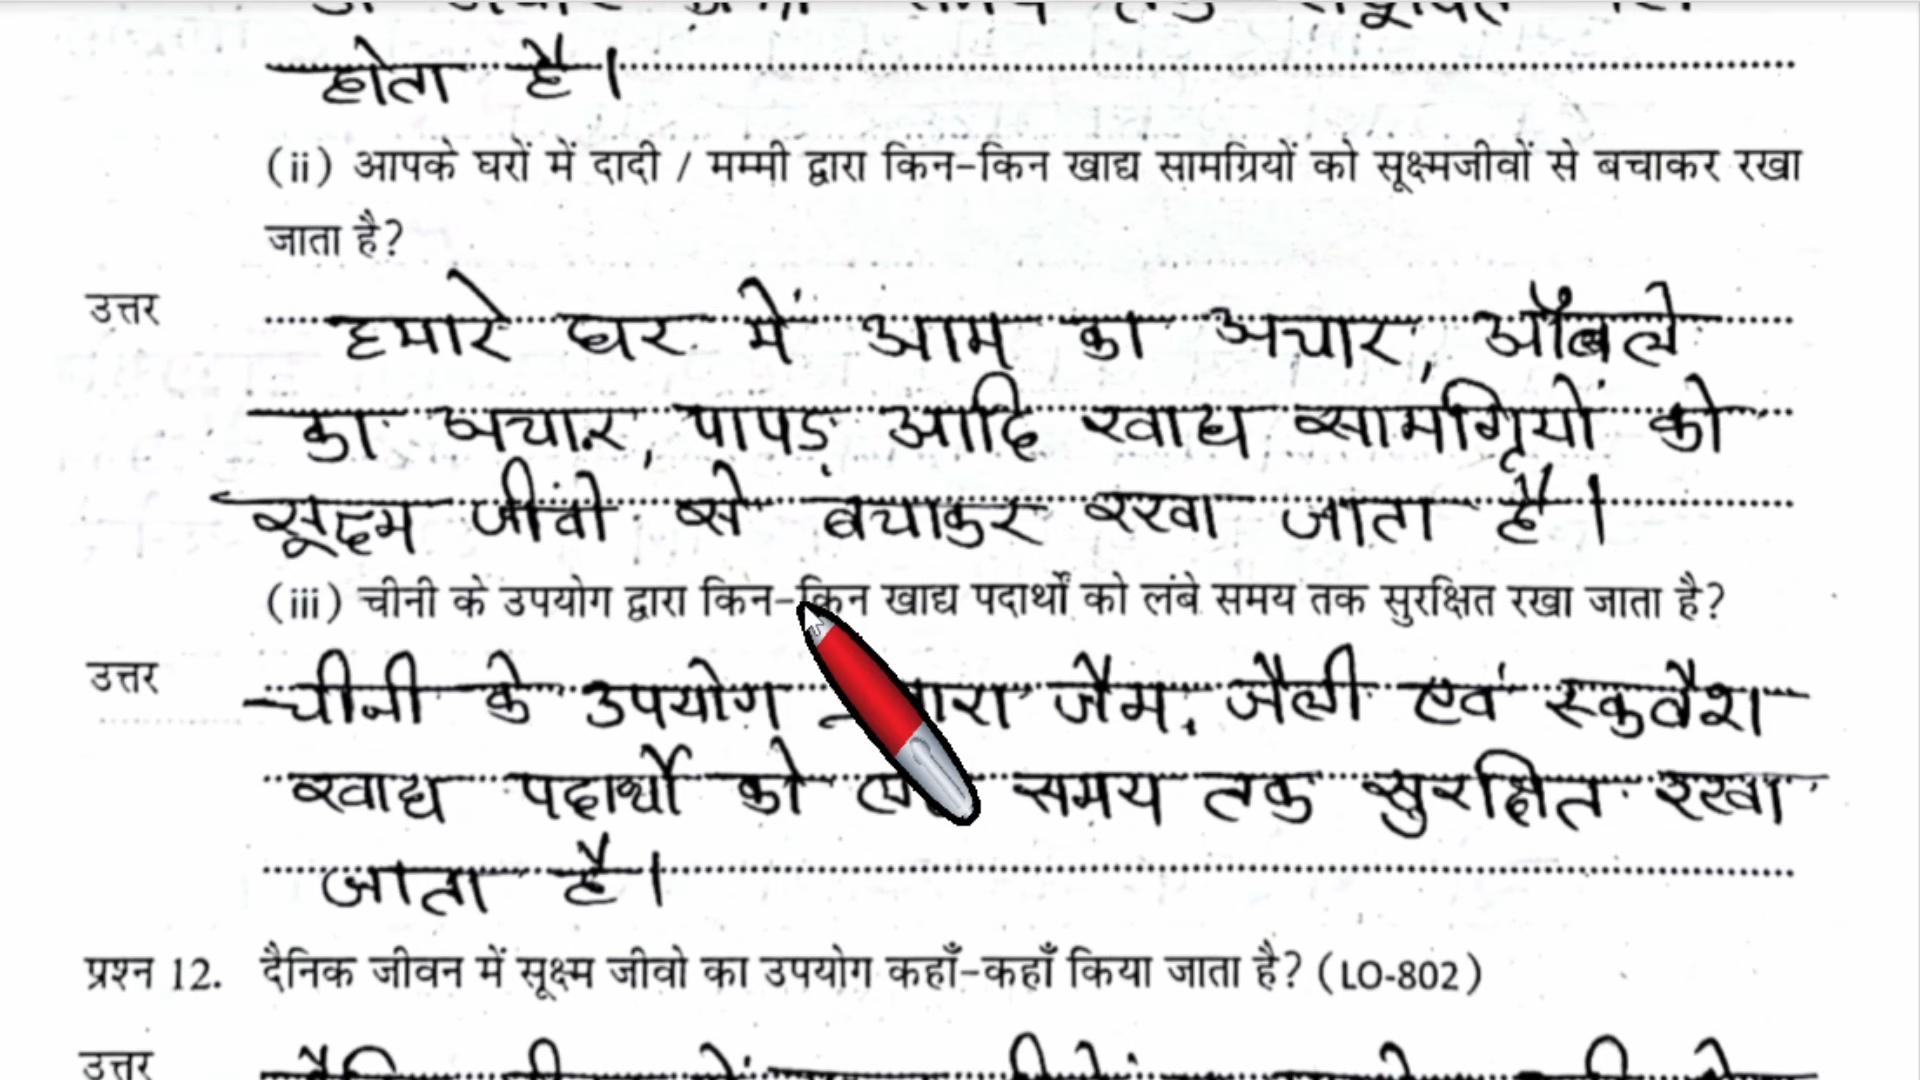 होता है।
(ii) आपके घरों में दादी / मम्मी द्वारा किन-किन खाद्य सामग्रियों को सूक्ष्मजीवों से बचाकर रखा
जाता है?
उत्तर हमारे घर में आम का अचार, आँवले
का अचार, पापड़ आदि खाद्य सामग्रियों को
सूक्ष्म जीवों से बचाकर रखा जाता है।
(iii) चीनी के उपयोग द्वारा किन-किन खाद्य पदार्थों को लंबे समय तक सुरक्षित रखा जाता है?
उत्तर चीनी के उपयोग जैम, जैली एवं स्कुवैश
खाद्य पदार्थों को समय तक सुरक्षित रखा
जाता है।
प्रश्न 12. दैनिक जीवन में सूक्ष्म जीवो का उपयोग कहाँ-कहाँ किया जाता है? (LO-802)
उत्तर